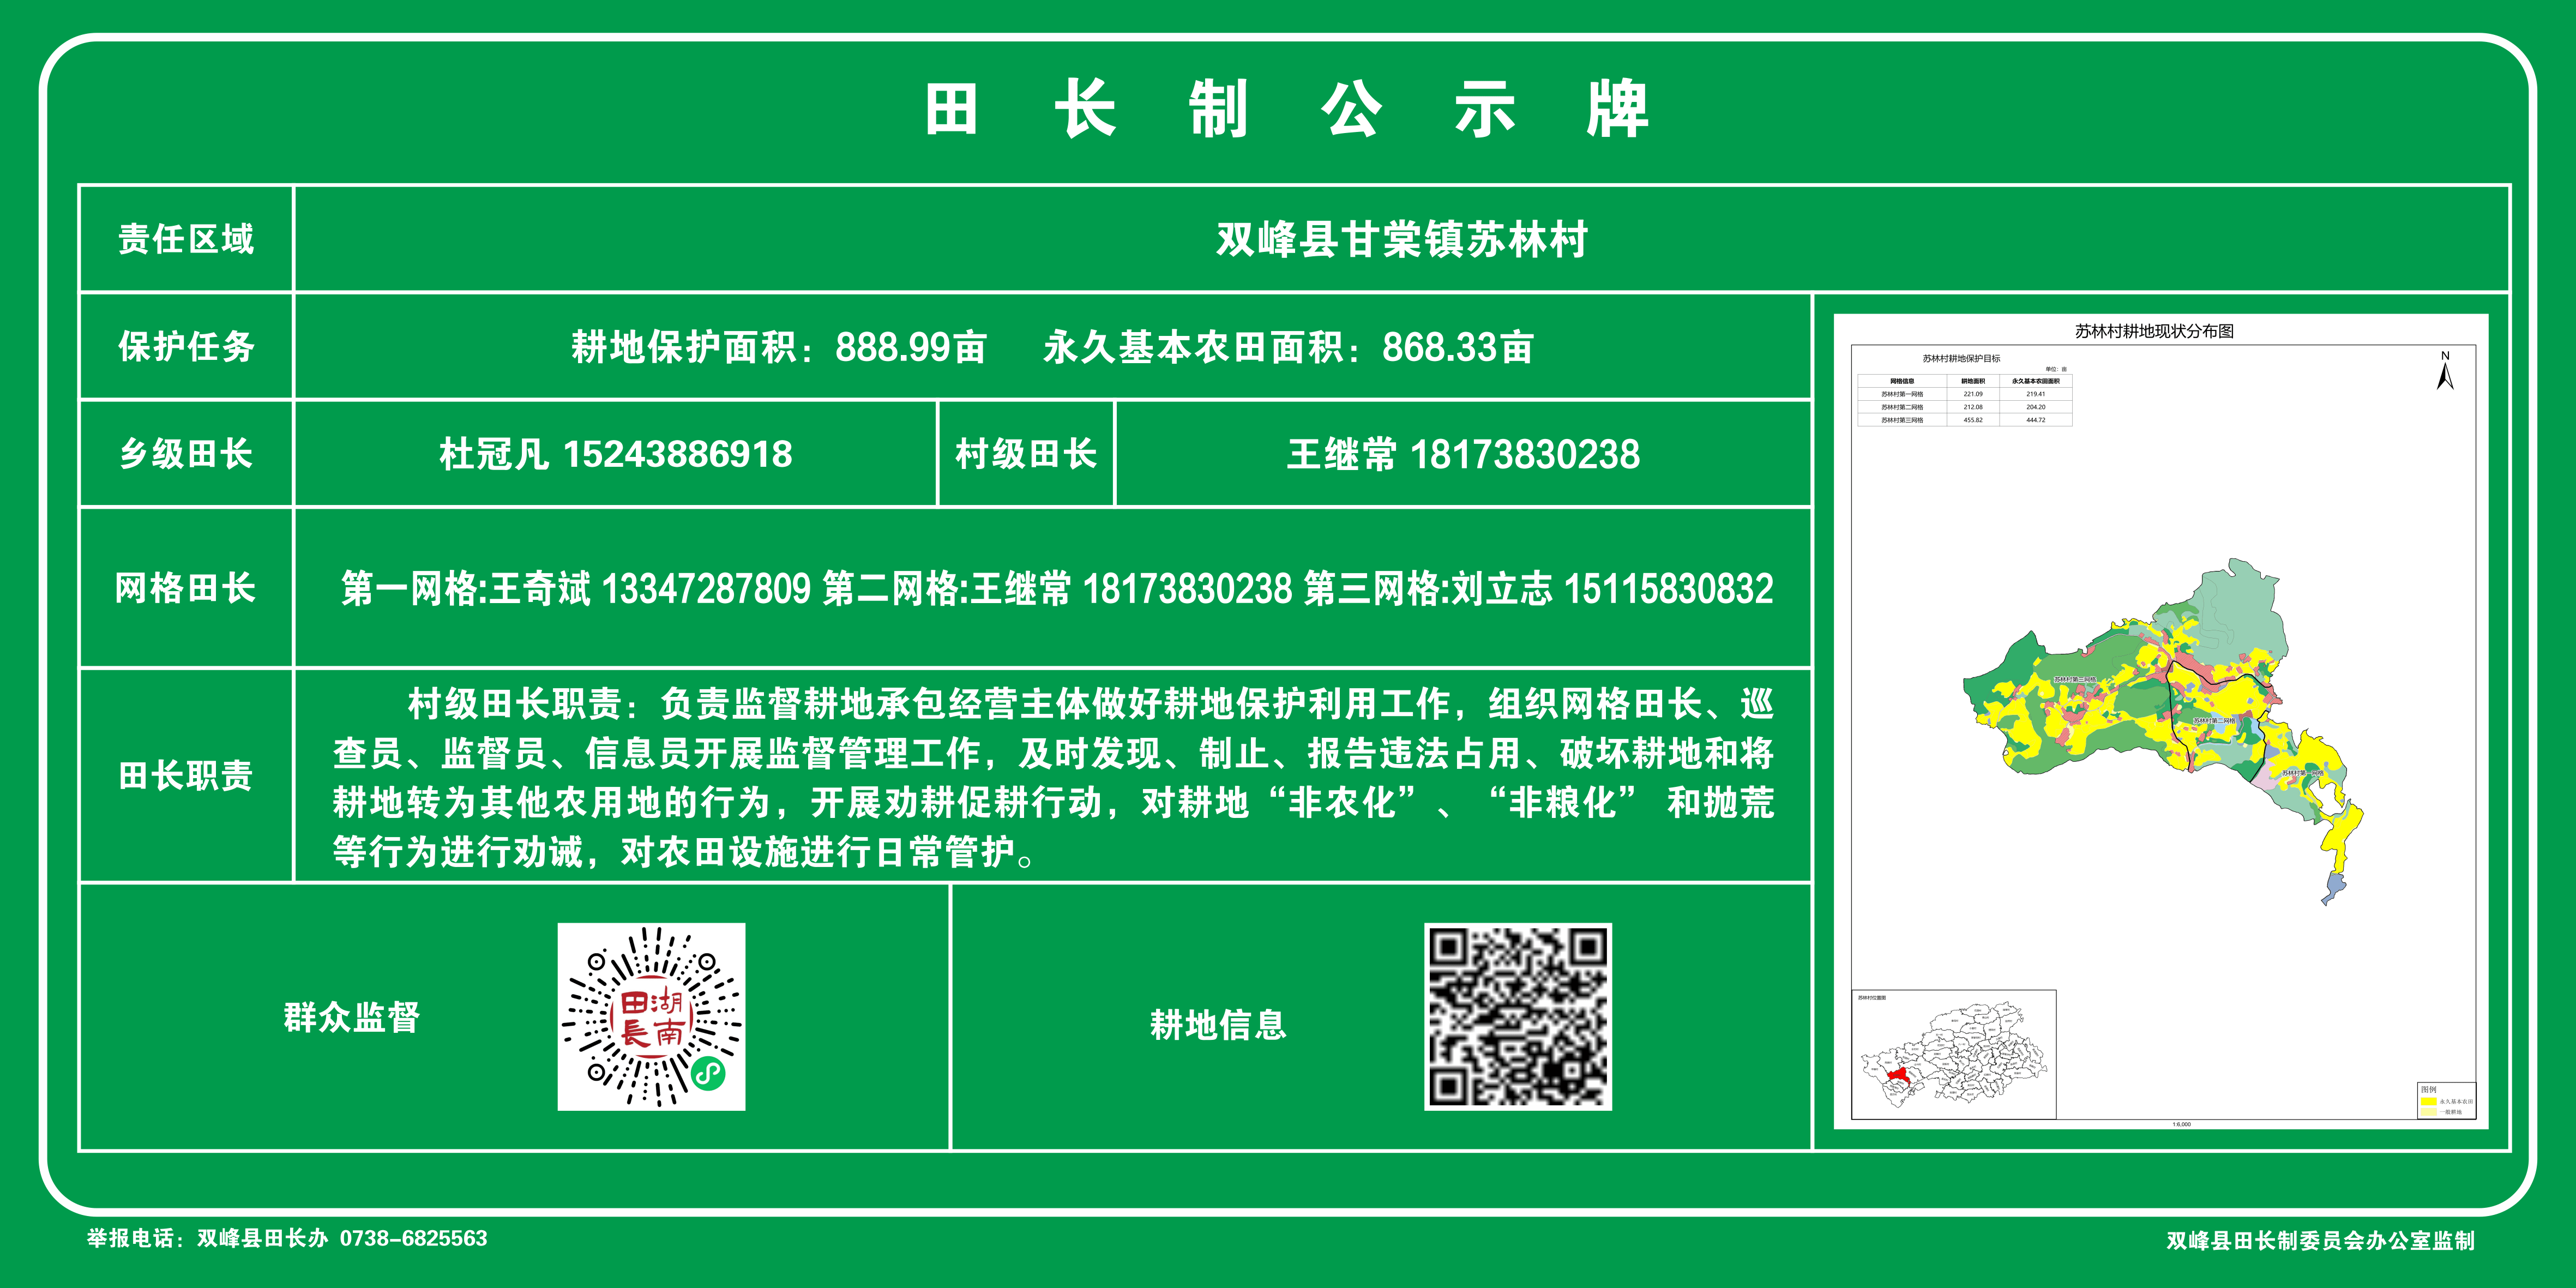 田长制公示牌
责任区域 双峰县甘棠镇苏林村
保护任务 耕地保护面积：888.99亩 永久基本农田面积：868.33亩
乡级田长 杜冠凡 15243886918 村级田长 王继常 18173830238
网格田长 第一网格:王奇斌 13347287809 第二网格:王继常 18173830238 第三网格:刘立志 15115830832
田长职责
村级田长职责：负责监督耕地承包经营主体做好耕地保护利用工作，组织网格田长、巡
查员、监督员、信息员开展监督管理工作，及时发现、制止、报告违法占用、破坏耕地和将
耕地转为其他农用地的行为，开展劝耕促耕行动，对耕地“非农化”、“非粮化” 和抛荒
等行为进行劝诫，对农田设施进行日常管护。
群众监督
湖南
田長
耕地信息
苏林村耕地现状分布图
苏林村耕地保护目标
单位：亩
网格信息 耕地面积 永久基本农田面积
苏林村第一网格 221.09 219.41
苏林村第二网格 212.08 204.20
苏林村第三网格 455.82 444.72
N
苏林村第三网格
苏林村第二网格
苏林村第一网格
苏林村位置图
图例
永久基本农田
一般耕地
1:6,000
举报电话：双峰县田长办 0738-6825563
双峰县田长制委员会办公室监制